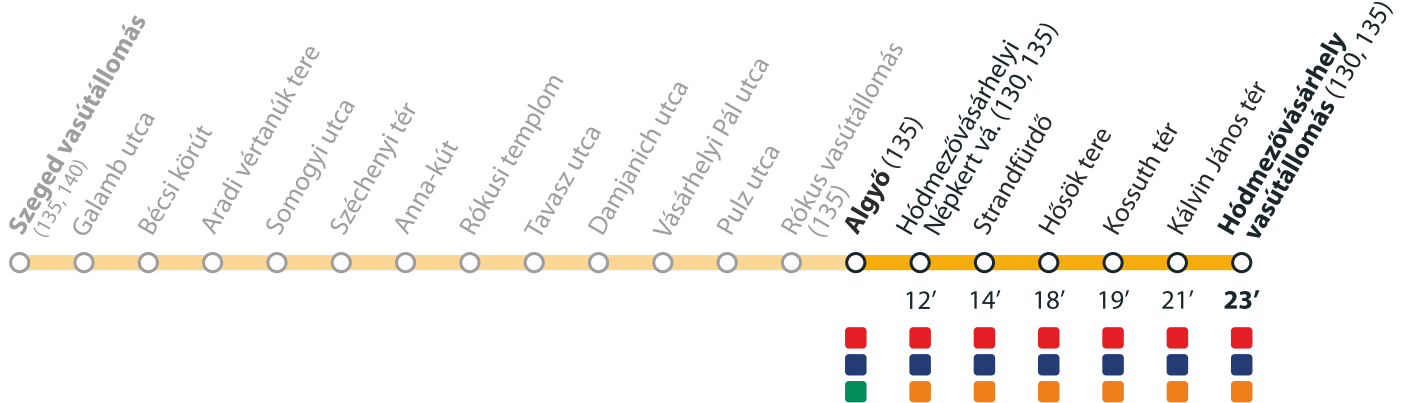 Szeged vasútállomás
(135, 140)
Galamb utca
Bécsi körút
Aradi vértanúk tere
Somogyi utca
Széchenyi tér
Anna-kút
Rókusi templom
Tavasz utca
Damjanich utca
Vásárhelyi Pál utca
Pulz utca
Rókus vasútállomás
(135)
Algyő (135)
Hódmezővásárhelyi
Népkert vá. (130, 135)
Strandfürdő
Hősök tere
Kossuth tér
Kálvin János tér
Hódmezővásárhely
vasútállomás (130, 135)
12′ 14′ 18′ 19′ 21′ 23′